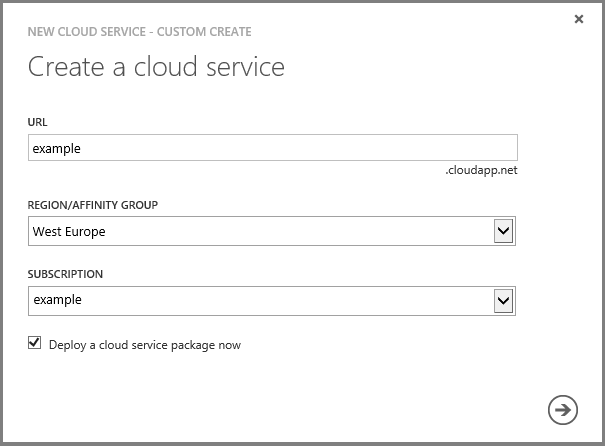 NEW CLOUD SERVICE - CUSTOM CREATE
Create a cloud service
URL
example
.cloudapp.net
REGION/AFFINITY GROUP
West Europe
SUBSCRIPTION
example
Deploy a cloud service package now